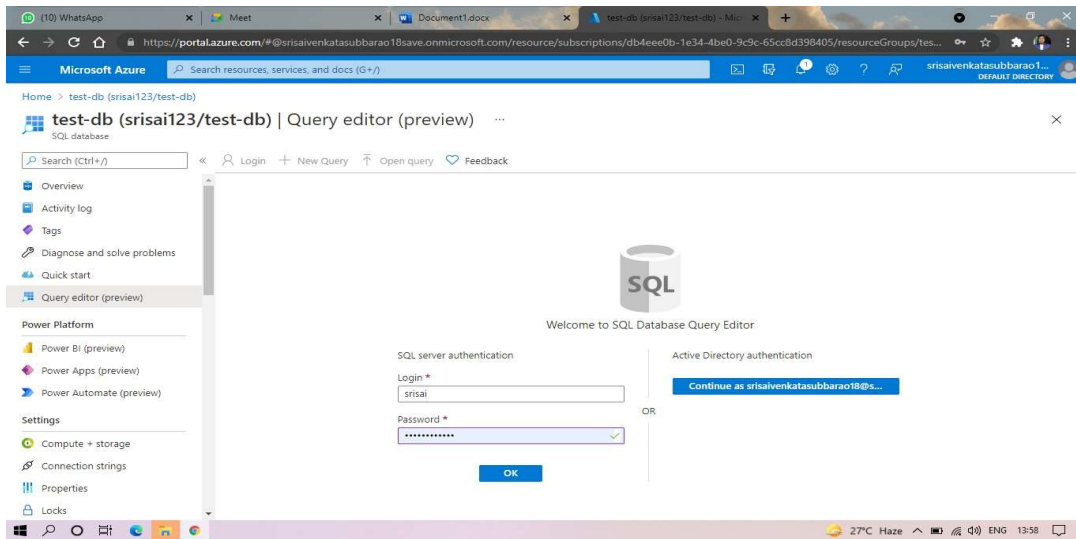 (10) WhatsApp
Meet
Document1.docx
test-db (srisai123/test-db) - Mic
https://portal.azure.com/#@srisaivenkatasubbarao18save.onmicrosoft.com/resource/subscriptions/db4eee0b-1e34-4be0-9c9c-65cc8d398405/resourceGroups/tes...
Microsoft Azure
Search resources, services, and docs (G+/)
1
srisaivenkatasubbarao1...
DEFAULT DIRECTORY
Home > test-db (srisai123/test-db)
test-db (srisai123/test-db) | Query editor (preview) ...
SQL database
Search (Ctrl+/)
«
Login
New Query
Open query
Feedback
Overview
Activity log
Tags
Diagnose and solve problems
Quick start
Query editor (preview)
Power Platform
Power BI (preview)
Power Apps (preview)
Power Automate (preview)
Settings
Compute + storage
Connection strings
Properties
Locks
SQL
Welcome to SQL Database Query Editor
SQL server authentication
Login *
srisai
Password *
••••••••••••
OK
OR
Active Directory authentication
Continue as srisaivenkatasubbarao18@s...
27°C Haze
ENG
13:58